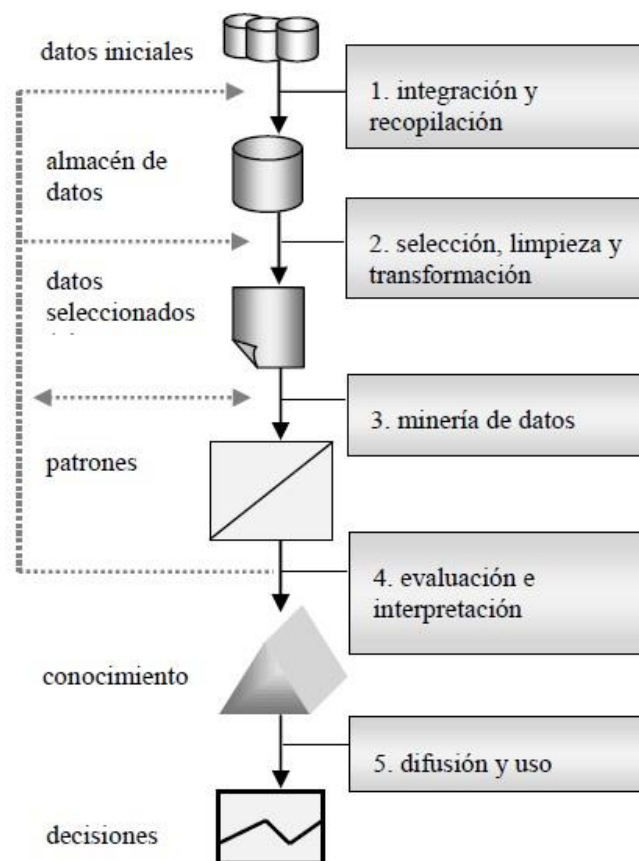 datos iniciales
1. integración y
recopilación
almacén de
datos
2. selección, limpieza y
transformación
datos
seleccionados
3. minería de datos
patrones
4. evaluación e
interpretación
conocimiento
5. difusión y uso
decisiones